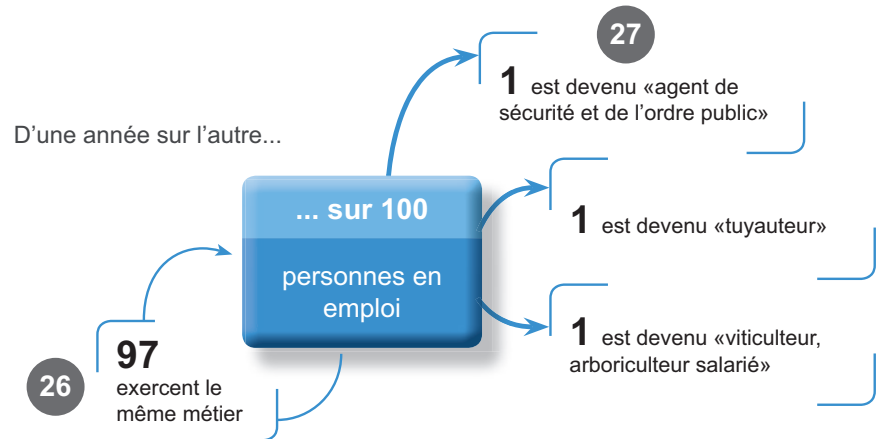 27
1 est devenu «agent de
sécurité et de l'ordre public»
D'une année sur l'autre...
... sur 100
personnes en
emploi
1 est devenu «tuyauteur»
1 est devenu «viticulteur,
arboriculteur salarié»
26
97
exercent le
même métier